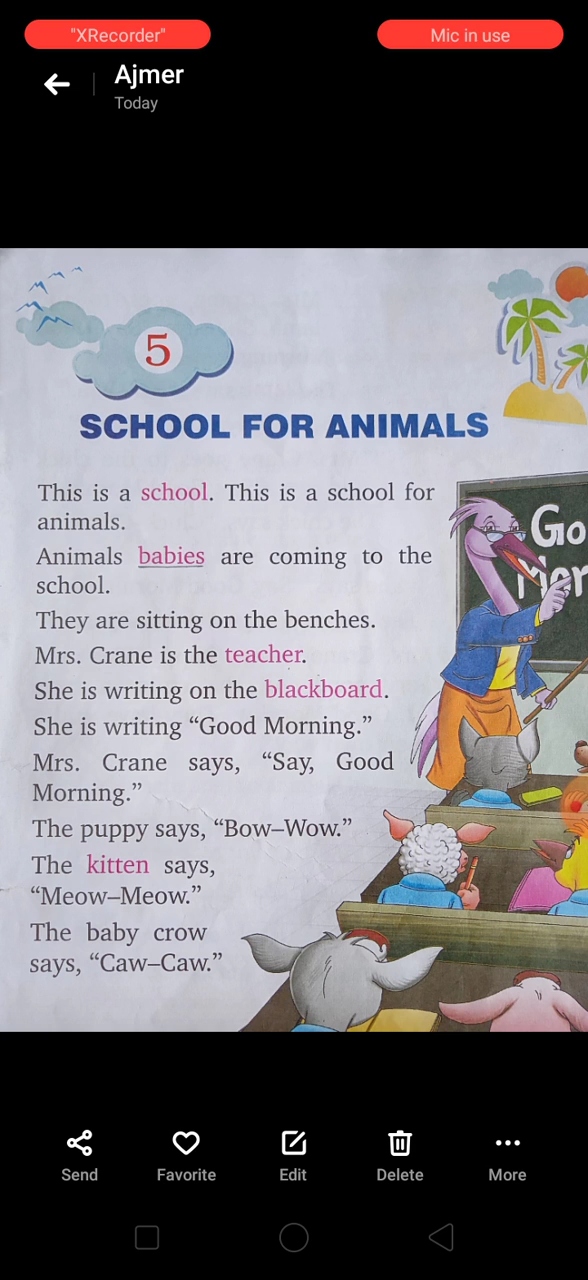 "XRecorder"
Mic in use
Ajmer
Today
5
SCHOOL FOR ANIMALS
This is a school. This is a school for
animals.
Animals babies are coming to the
school.
They are sitting on the benches.
Mrs. Crane is the teacher.
She is writing on the blackboard.
She is writing “Good Morning.”
Mrs. Crane says, “Say, Good
Morning.”
The puppy says, “Bow–Wow.”
The kitten says,
“Meow–Meow.”
The baby crow
says, “Caw–Caw.”
Go
Mor
Send
Favorite
Edit
Delete
More